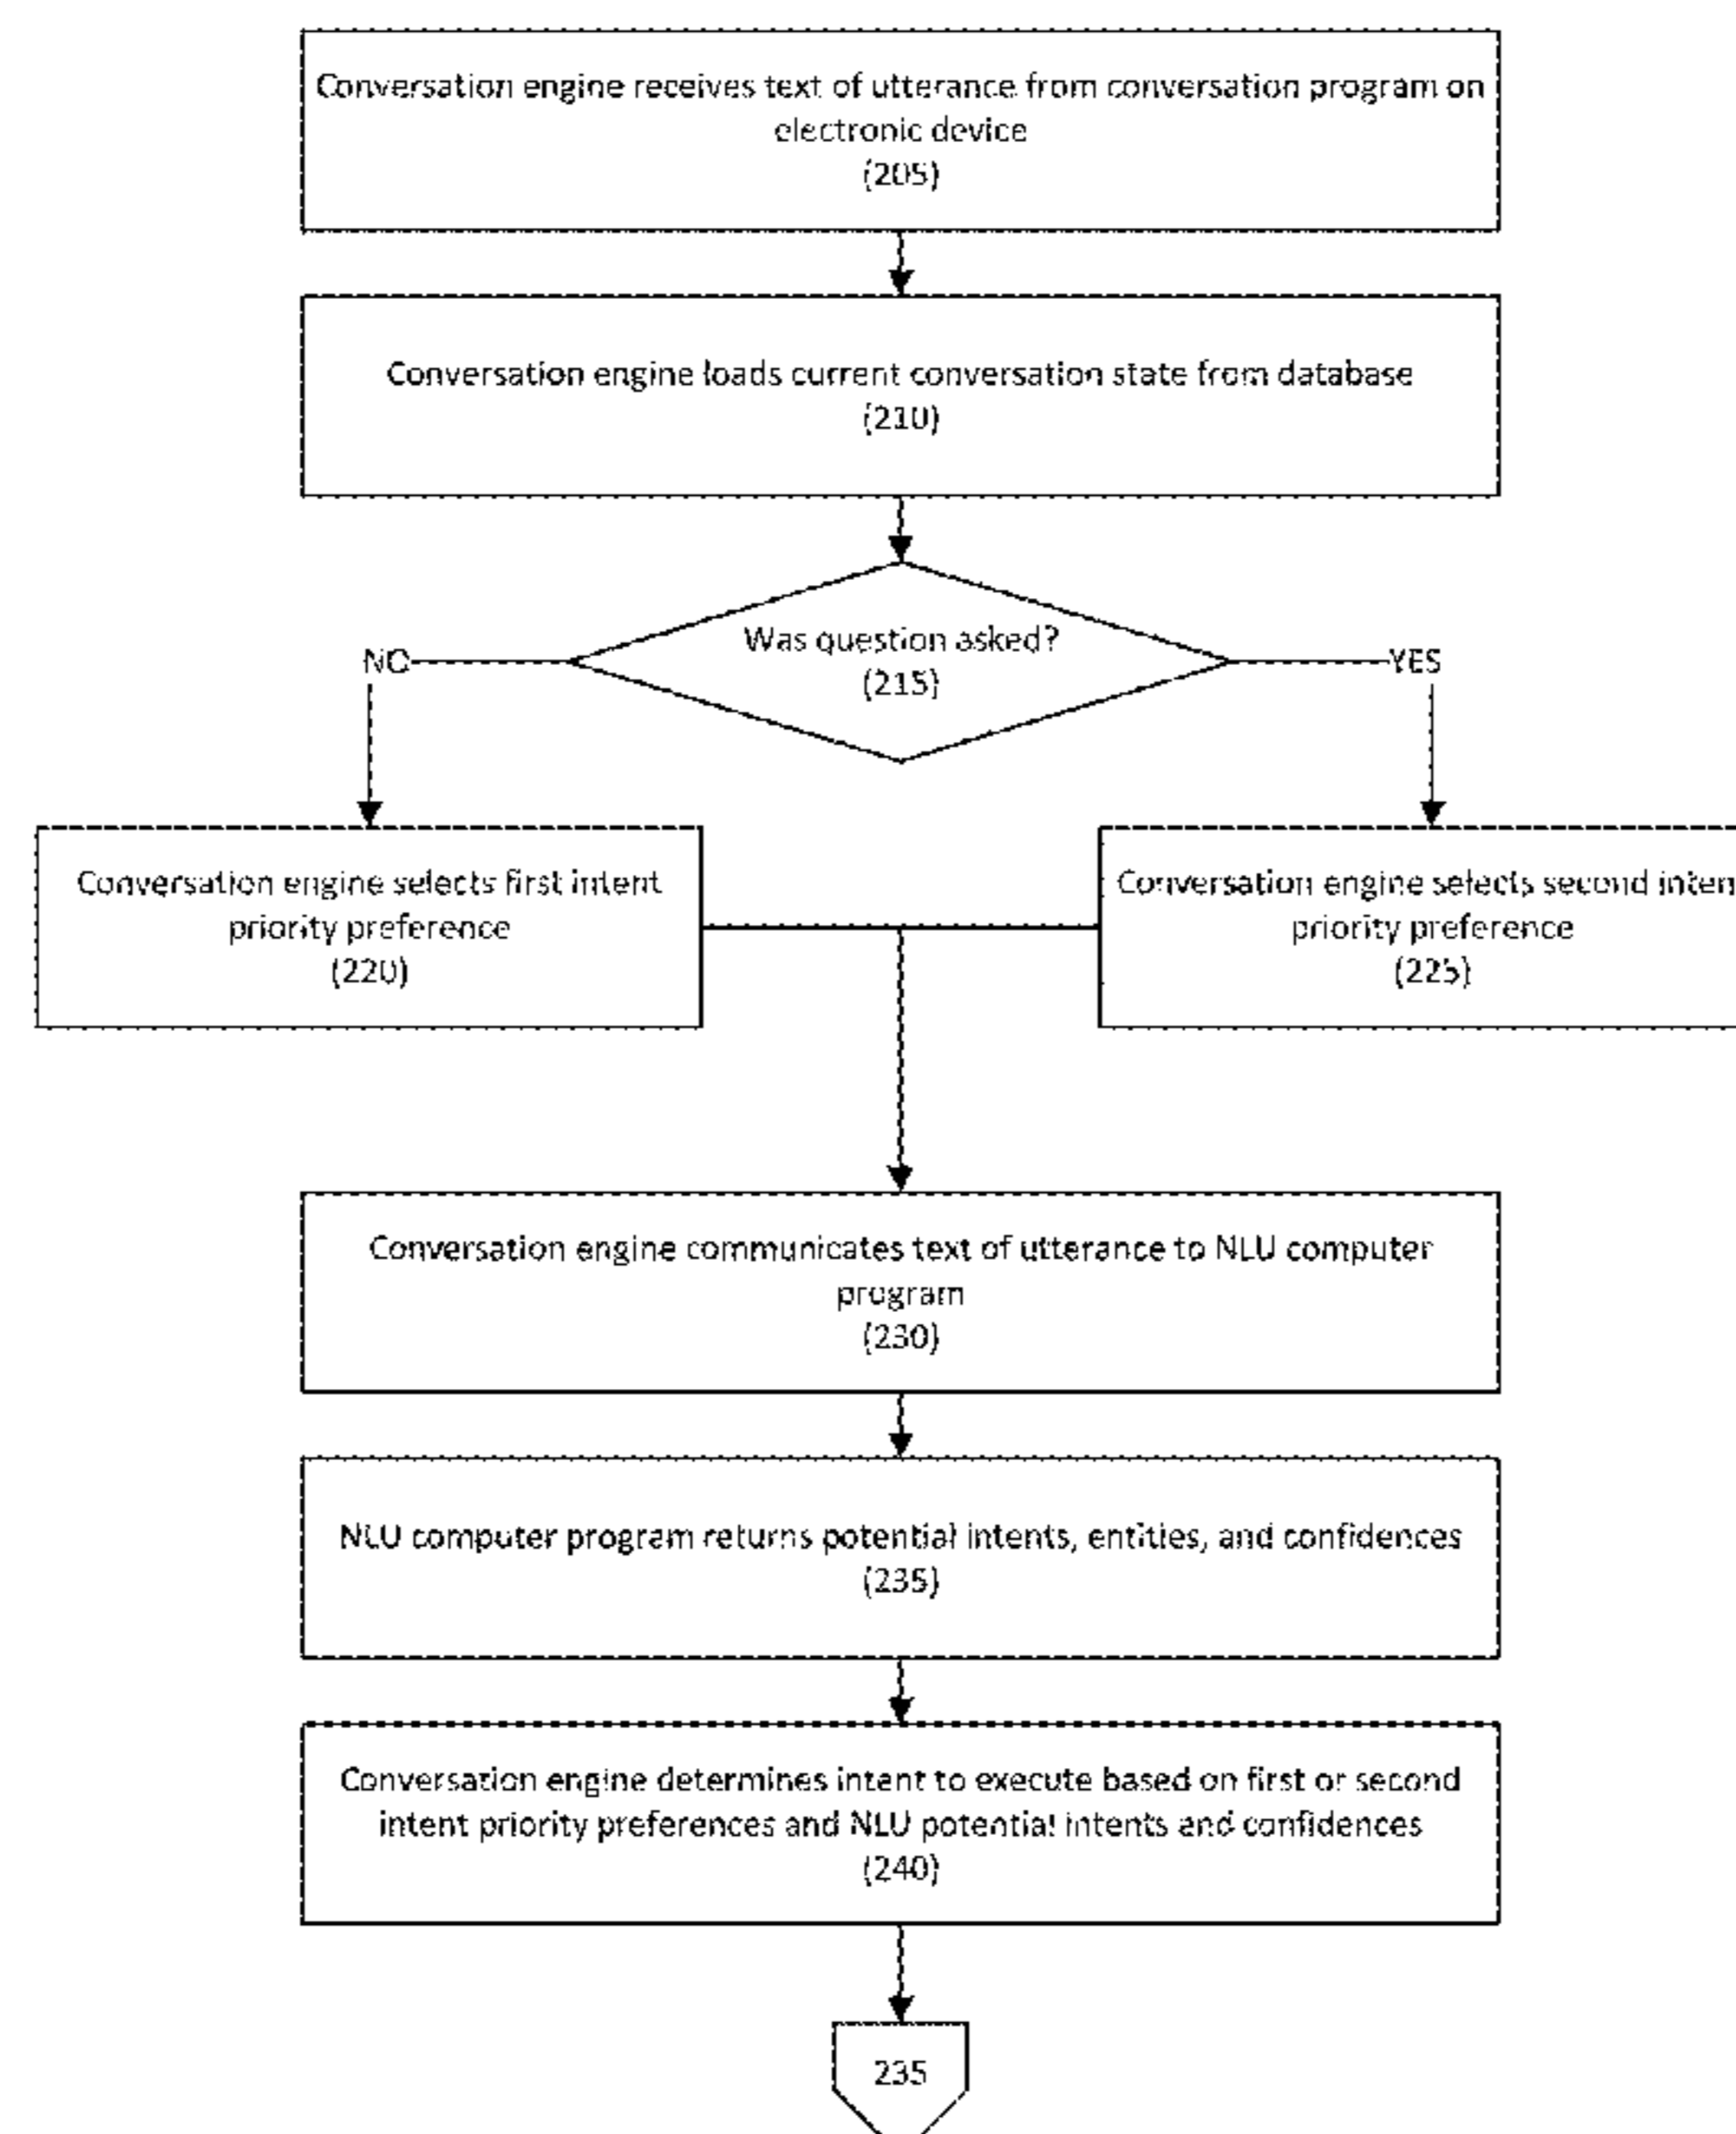 Conversation engine receives text of utterance from conversation program on
electronic device
(205)
Conversation engine loads current conversation state from database
(210)
Was question asked?
(215)
NO
YES
Conversation engine selects first intent
priority preference
(220)
Conversation engine selects second inten
priority preference
(225)
Conversation engine communicates text of utterance to NLU computer
program
(230)
NLU computer program returns potential intents, entities, and confidences
(235)
Conversation engine determines intent to execute based on first or second
intent priority preferences and NLU potential intents and confidences
(240)
235